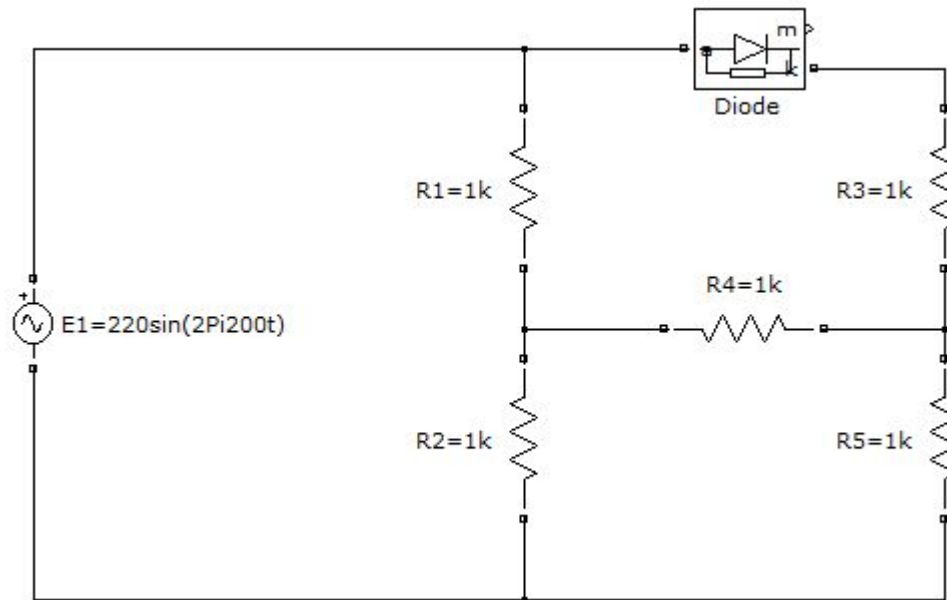 m
k
Diode
R1=1k
R3=1k
R4=1k
+
E1=220sin(2Pi200t)
R2=1k
R5=1k